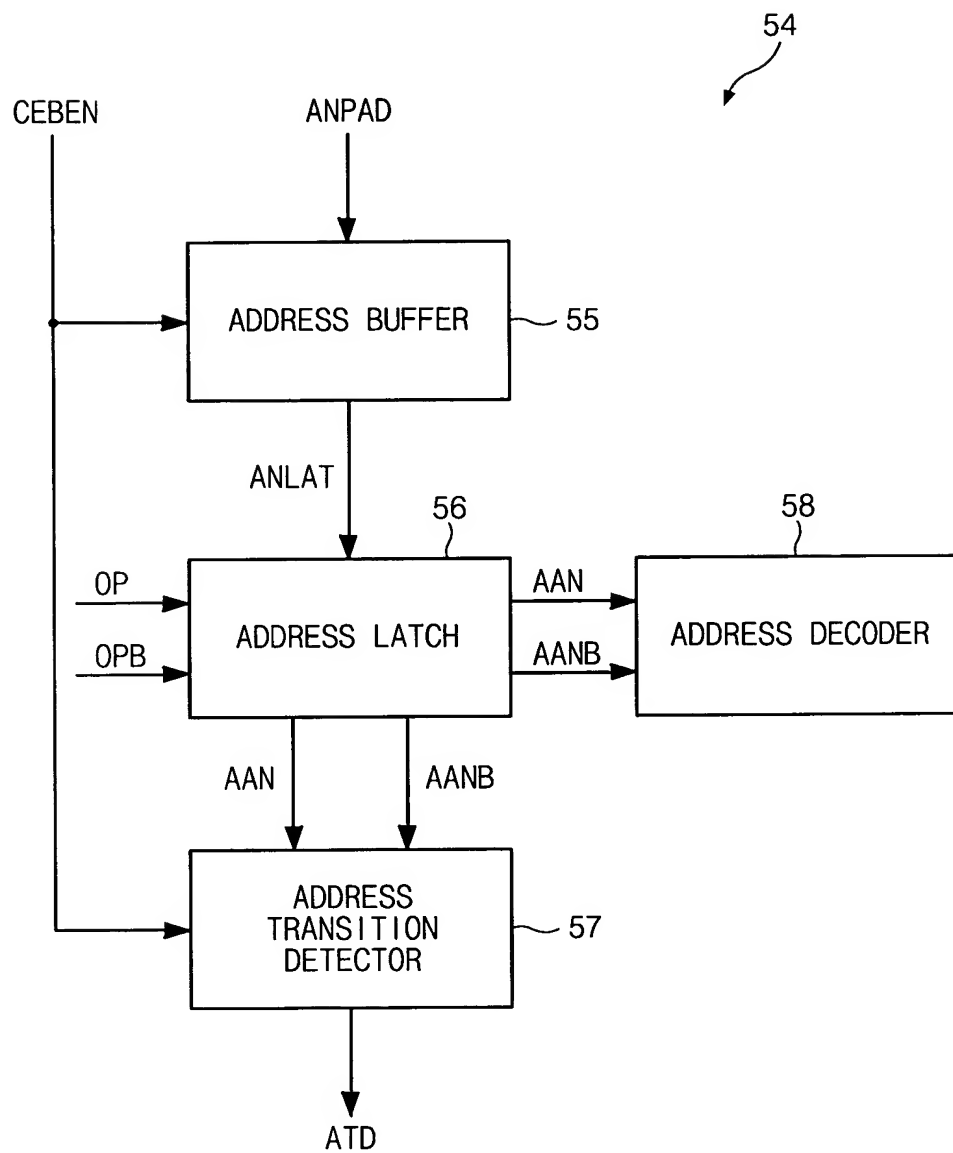 54
CEBEN
ANPAD
ADDRESS BUFFER
55
ANLAT
56
58
OP
OPB
ADDRESS LATCH
AAN
AANB
ADDRESS DECODER
AAN
AANB
ADDRESS
TRANSITION
DETECTOR
57
ATD